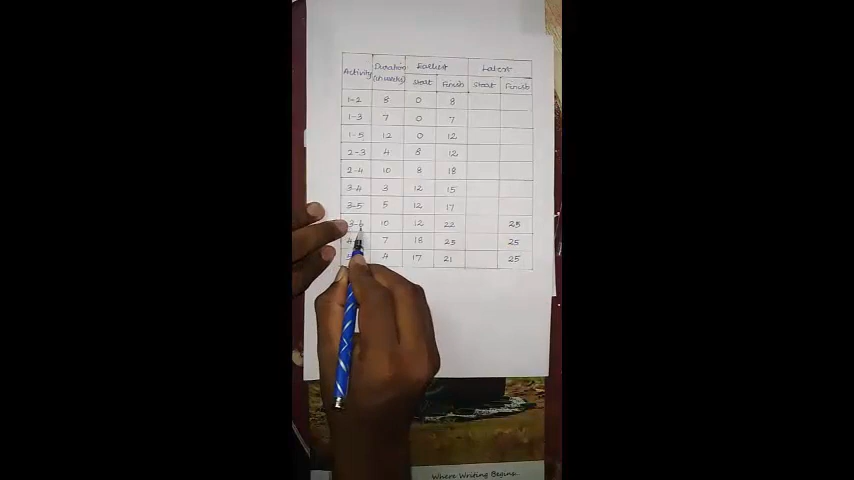 Activity Duration (in weeks) Earliest Latest
Start Finish Start Finish
1-2 8 0 8
1-3 7 0 7
1-5 12 0 12
2-3 4 8 12
2-4 10 8 18
3-4 3 12 15
3-5 5 12 17
3-6 10 12 22 25
7 18 25 25
4 17 21 25
Where Writing Begins...